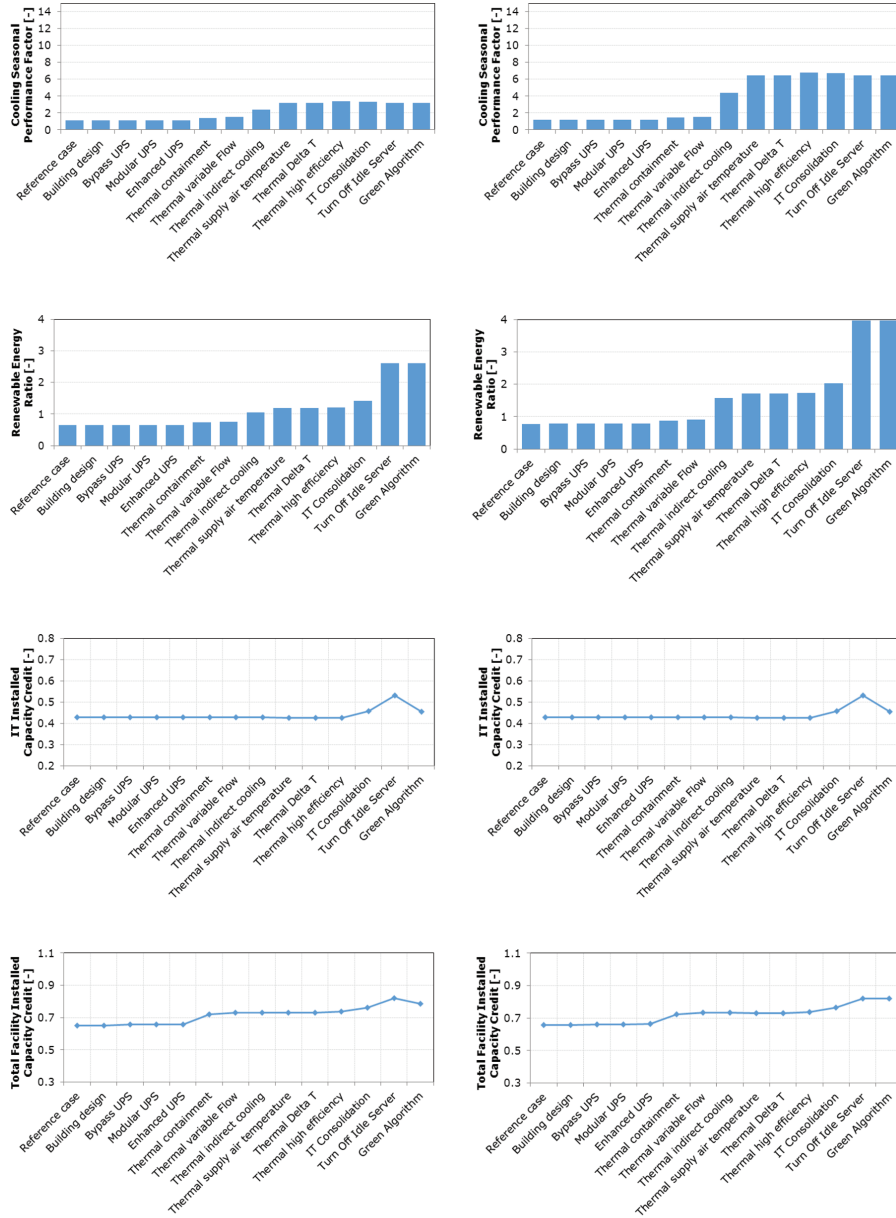 Cooling Seasonal
Performance Factor [-]
14
12
10
8
6
4
2
0
Reference case
Building design
Bypass UPS
Modular UPS
Enhanced UPS
Thermal containment
Thermal variable Flow
Thermal indirect cooling
Thermal supply air temperature
Thermal Delta T
Thermal high efficiency
IT Consolidation
Turn Off Idle Server
Green Algorithm
Cooling Seasonal
Performance Factor [-]
14
12
10
8
6
4
2
0
Reference case
Building design
Bypass UPS
Modular UPS
Enhanced UPS
Thermal containment
Thermal variable Flow
Thermal indirect cooling
Thermal supply air temperature
Thermal Delta T
Thermal high efficiency
IT Consolidation
Turn Off Idle Server
Green Algorithm
Renewable Energy
Ratio [-]
4
3
2
1
0
Reference case
Building design
Bypass UPS
Modular UPS
Enhanced UPS
Thermal containment
Thermal variable Flow
Thermal indirect cooling
Thermal supply air temperature
Thermal Delta T
Thermal high efficiency
IT Consolidation
Turn Off Idle Server
Green Algorithm
Renewable Energy
Ratio [-]
4
3
2
1
0
Reference case
Building design
Bypass UPS
Modular UPS
Enhanced UPS
Thermal containment
Thermal variable Flow
Thermal indirect cooling
Thermal supply air temperature
Thermal Delta T
Thermal high efficiency
IT Consolidation
Turn Off Idle Server
Green Algorithm
IT Installed
Capacity Credit [-]
0.8
0.7
0.6
0.5
0.4
0.3
0.2
Reference case
Building design
Bypass UPS
Modular UPS
Enhanced UPS
Thermal containment
Thermal variable Flow
Thermal indirect cooling
Thermal supply air temperature
Thermal Delta T
Thermal high efficiency
IT Consolidation
Turn Off Idle Server
Green Algorithm
IT Installed
Capacity Credit [-]
0.8
0.7
0.6
0.5
0.4
0.3
0.2
Reference case
Building design
Bypass UPS
Modular UPS
Enhanced UPS
Thermal containment
Thermal variable Flow
Thermal indirect cooling
Thermal supply air temperature
Thermal Delta T
Thermal high efficiency
IT Consolidation
Turn Off Idle Server
Green Algorithm
Total Facility Installed
Capacity Credit [-]
1.1
0.9
0.7
0.5
0.3
Reference case
Building design
Bypass UPS
Modular UPS
Enhanced UPS
Thermal containment
Thermal variable Flow
Thermal indirect cooling
Thermal supply air temperature
Thermal Delta T
Thermal high efficiency
IT Consolidation
Turn Off Idle Server
Green Algorithm
Total Facility Installed
Capacity Credit [-]
1.1
0.9
0.7
0.5
0.3
Reference case
Building design
Bypass UPS
Modular UPS
Enhanced UPS
Thermal containment
Thermal variable Flow
Thermal indirect cooling
Thermal supply air temperature
Thermal Delta T
Thermal high efficiency
IT Consolidation
Turn Off Idle Server
Green Algorithm